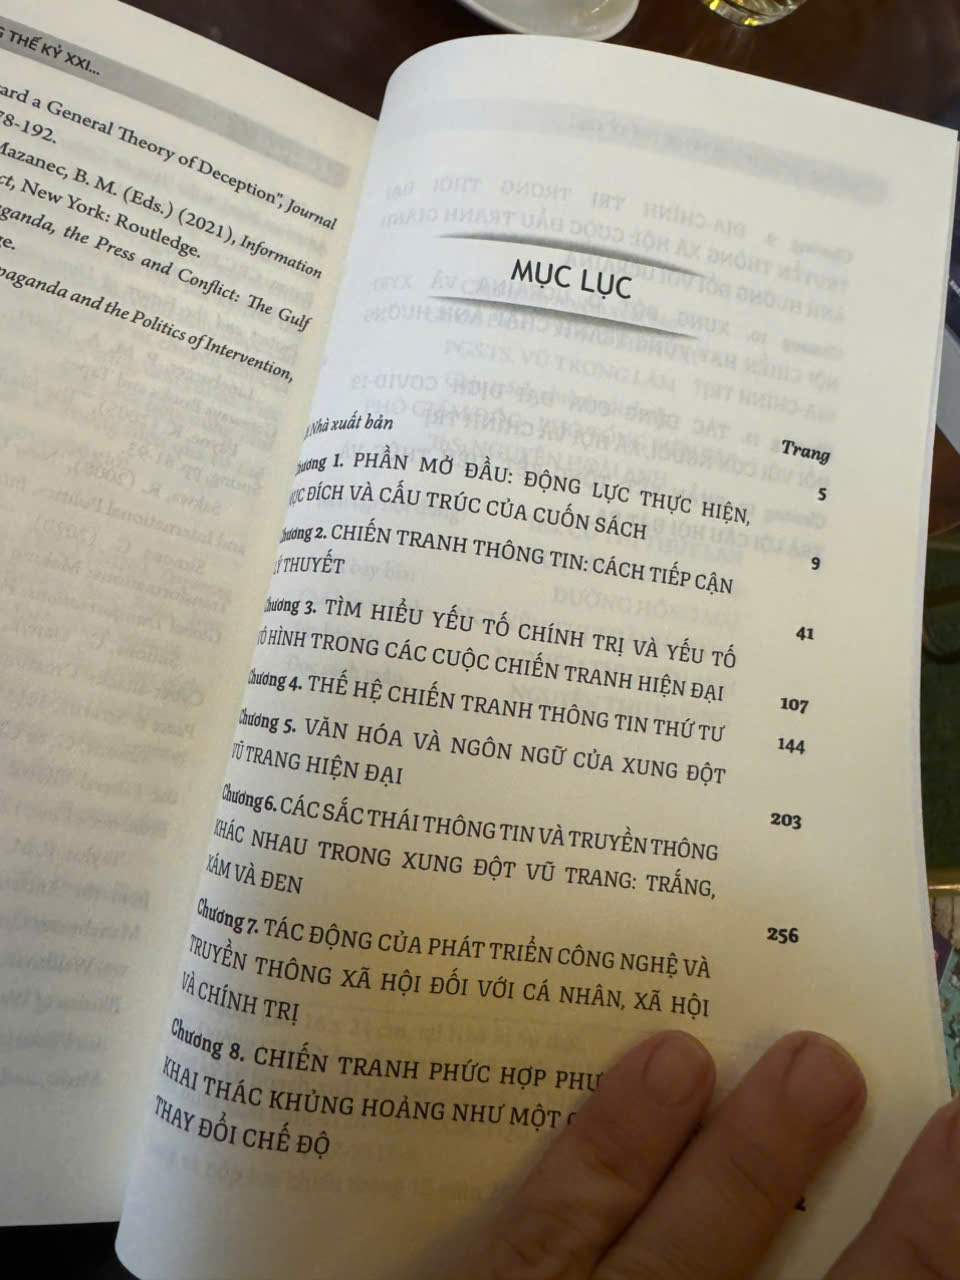 THẾ KỶ XXI...
ard a General Theory of Deception", Journal
78-192.
Mazanec, B. M. (Eds.) (2021), Information
ct, New York: Routledge.
ganda, the Press and Conflict: The Gulf
ge.
paganda and the Politics of Intervention,
MỤC LỤC
Trang
Nhà xuất bản
5
Chương 1. PHẦN MỞ ĐẦU: ĐỘNG LỰC THỰC HIỆN,
MỤC ĐÍCH VÀ CẤU TRÚC CỦA CUỐN SÁCH
9
Chương 2. CHIẾN TRANH THÔNG TIN: CÁCH TIẾP CẬN
LÝ THUYẾT
41
Chương 3. TÌM HIỂU YẾU TỐ CHÍNH TRỊ VÀ YẾU TỐ
VÔ HÌNH TRONG CÁC CUỘC CHIẾN TRANH HIỆN ĐẠI
107
Chương 4. THẾ HỆ CHIẾN TRANH THÔNG TIN THỨ TƯ
144
Chương 5. VĂN HÓA VÀ NGÔN NGỮ CỦA XUNG ĐỘT
VŨ TRANG HIỆN ĐẠI
203
Chương 6. CÁC SẮC THÁI THÔNG TIN VÀ TRUYỀN THÔNG
KHÁC NHAU TRONG XUNG ĐỘT VŨ TRANG: TRẮNG,
XÁM VÀ ĐEN
256
Chương 7. TÁC ĐỘNG CỦA PHÁT TRIỂN CÔNG NGHỆ VÀ
TRUYỀN THÔNG XÃ HỘI ĐỐI VỚI CÁ NHÂN, XÃ HỘI
VÀ CHÍNH TRỊ
Chương 8. CHIẾN TRANH PHỨC HỢP PHƯ
KHAI THÁC KHỦNG HOẢNG NHƯ MỘT
THAY ĐỔI CHẾ ĐỘ